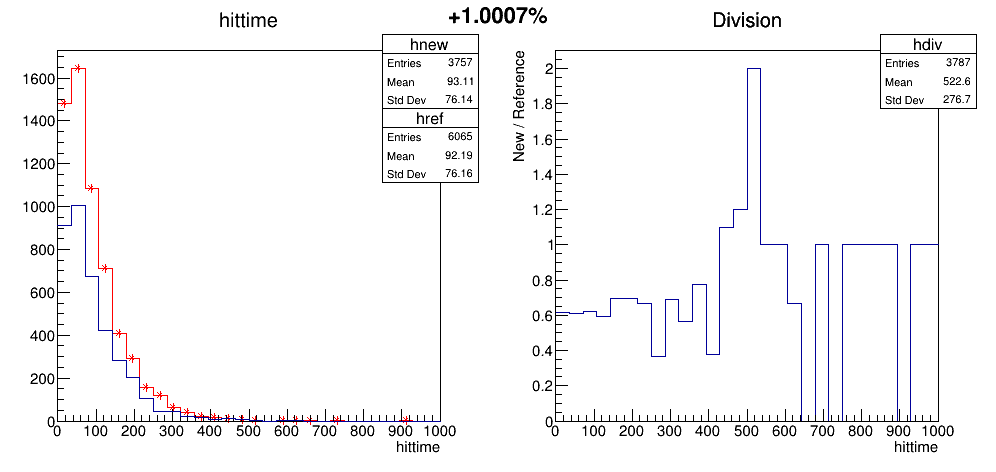 +1.0007%
hittime
hnew
Entries 3757
Mean 93.11
Std Dev 76.14
href
Entries 6065
Mean 92.19
Std Dev 76.16
1600
1400
1200
1000
800
600
400
200
0
0 100 200 300 400 500 600 700 800 900 1000
hittime
Division
hdiv
Entries 3787
Mean 522.6
Std Dev 276.7
New / Reference
2
1.8
1.6
1.4
1.2
1
0.8
0.6
0.4
0.2
0
0 100 200 300 400 500 600 700 800 900 1000
hittime